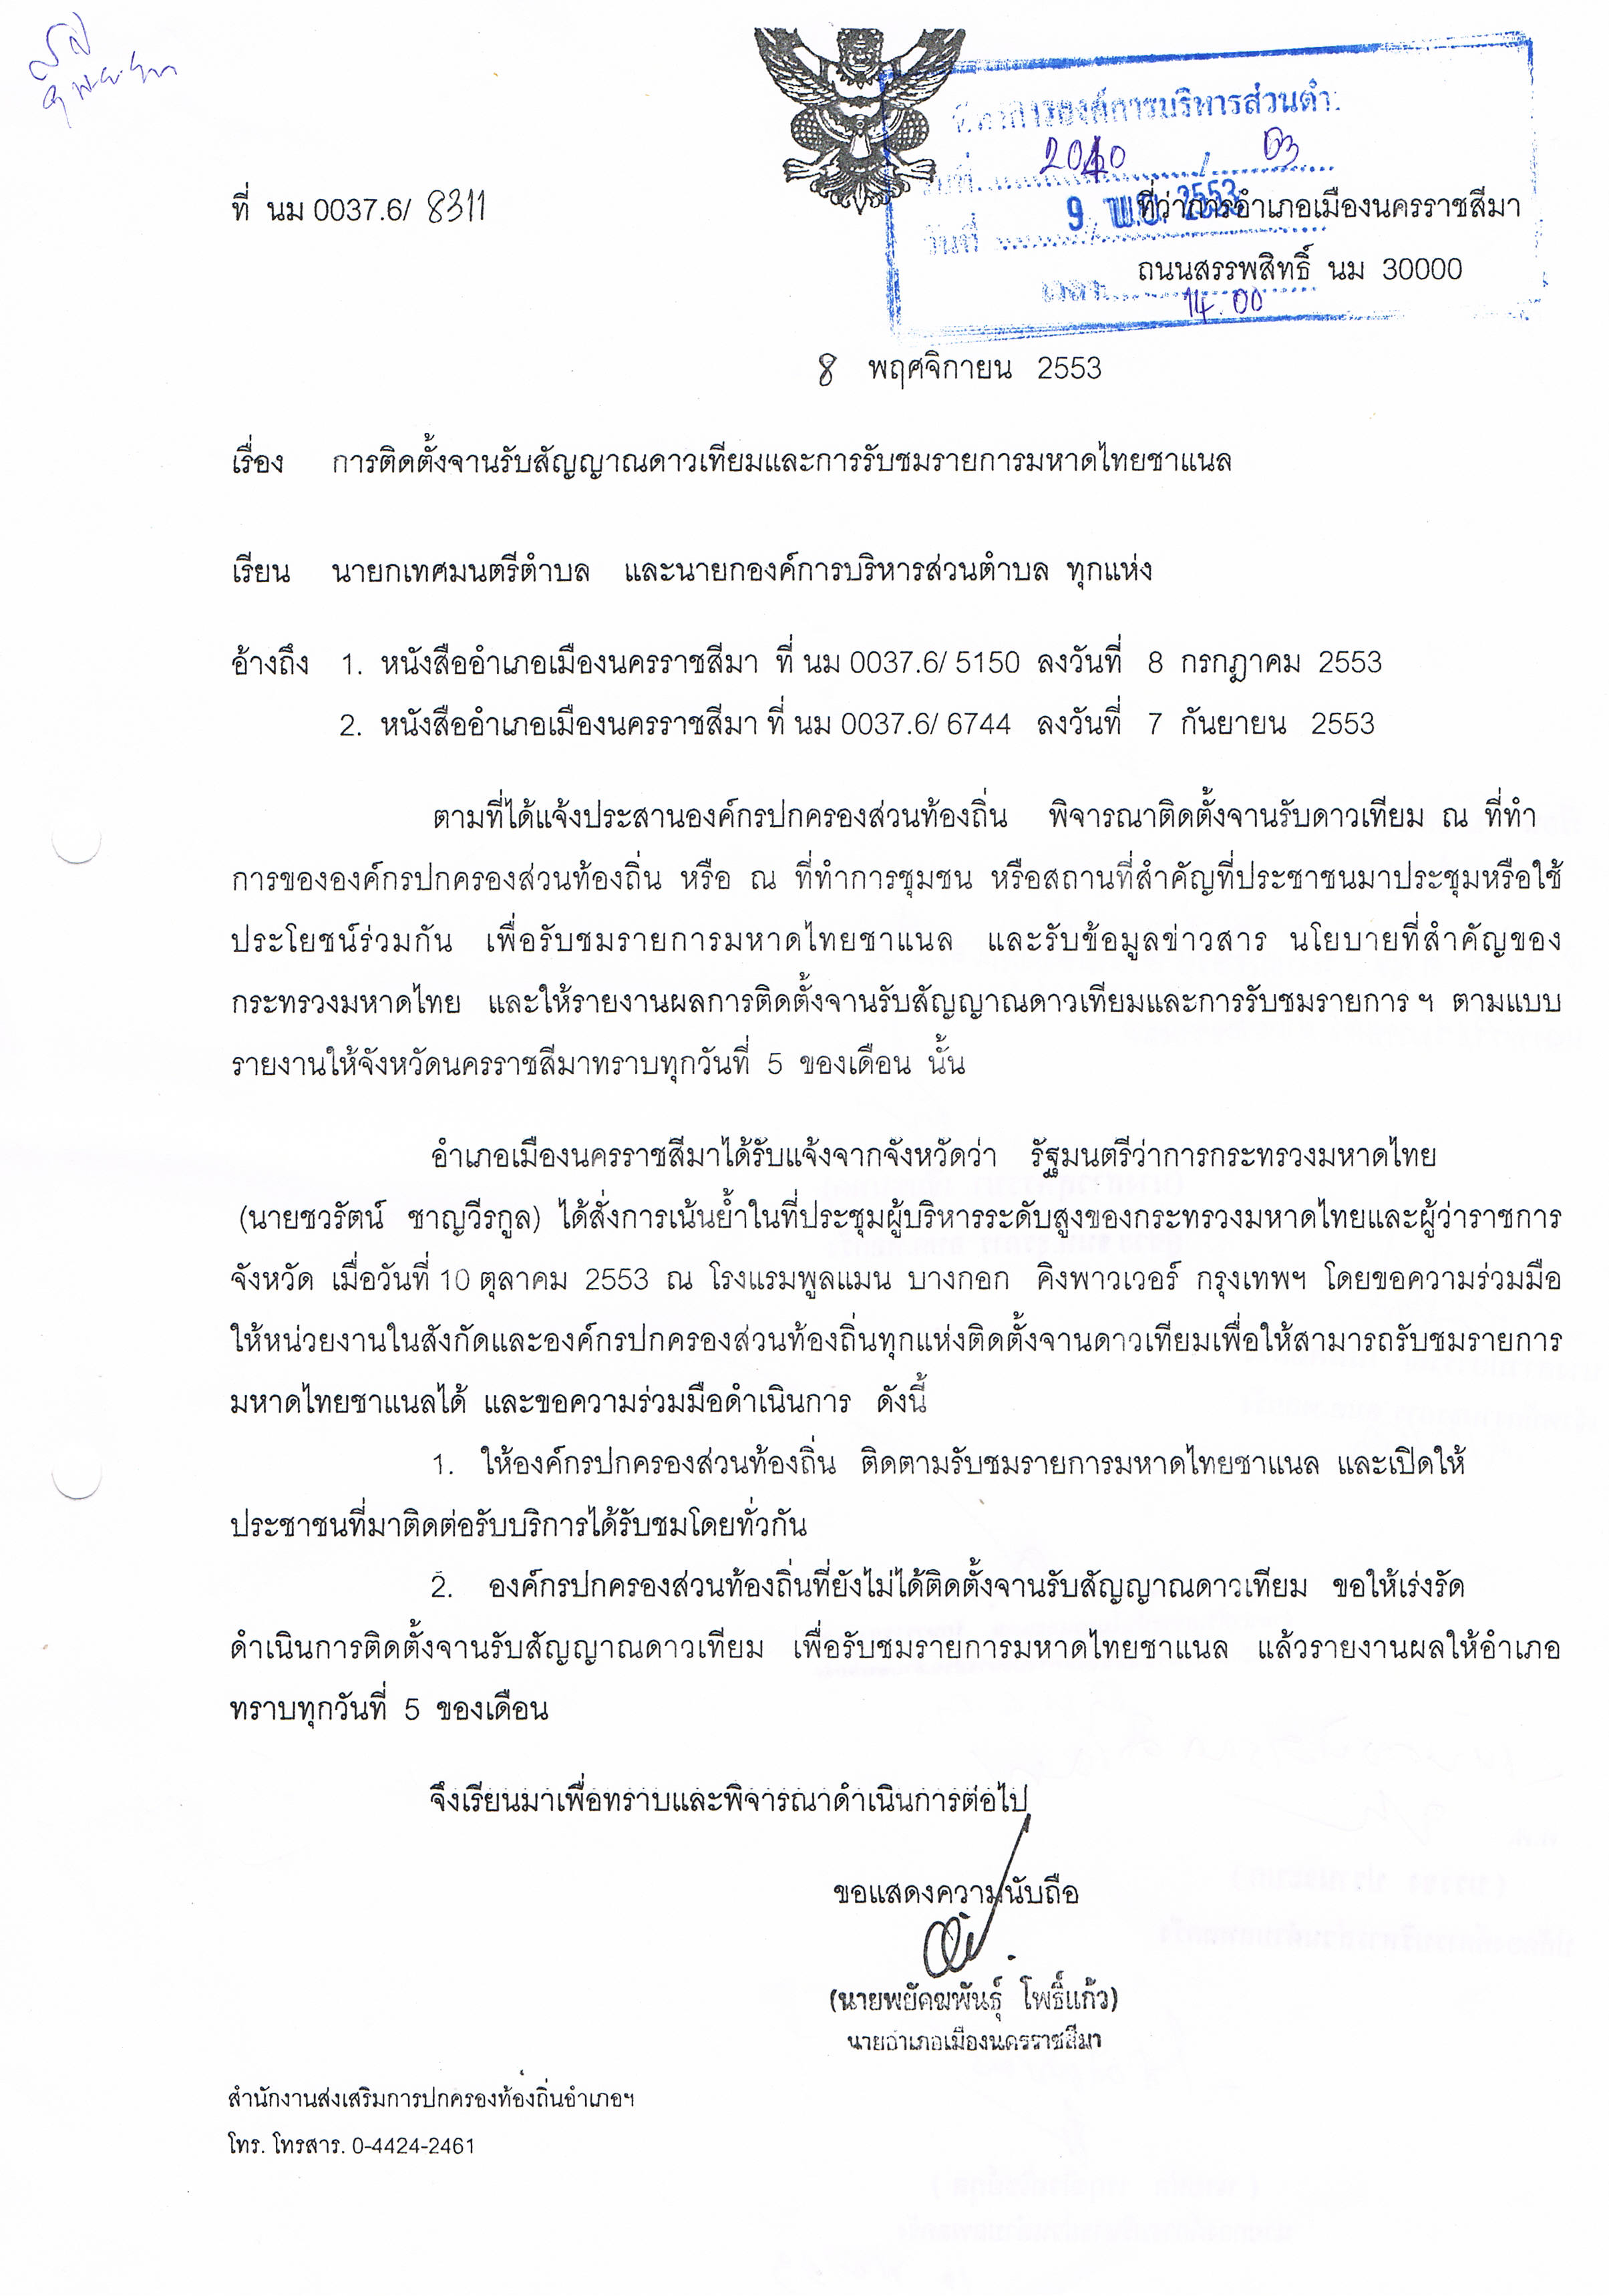 ที่ นม 0037.6/ 8311
องค์การบริหารส่วนตำ
วันที่ 9 พ.ย. 2553
14.00
ที่ว่าการอำเภอเมืองนครราชสีมา
ถนนสรรพสิทธิ์ นม 30000
8 พฤศจิกายน 2553
เรื่อง การติดตั้งจานรับสัญญาณดาวเทียมและการรับชมรายการมหาดไทยชาแนล
เรียน นายกเทศมนตรีตำบล และนายกองค์การบริหารส่วนตำบล ทุกแห่ง
อ้างถึง 1. หนังสืออำเภอเมืองนครราชสีมา ที่ นม 0037.6/ 5150 ลงวันที่ 8 กรกฎาคม 2553
2. หนังสืออำเภอเมืองนครราชสีมา ที่ นม 0037.6/ 6744 ลงวันที่ 7 กันยายน 2553
ตามที่ได้แจ้งประสานองค์กรปกครองส่วนท้องถิ่น พิจารณาติดตั้งจานรับดาวเทียม ณ ที่ทำ
การขององค์กรปกครองส่วนท้องถิ่น หรือ ณ ที่ทำการชุมชน หรือสถานที่สำคัญที่ประชาชนมาประชุมหรือใช้
ประโยชน์ร่วมกัน เพื่อรับชมรายการมหาดไทยชาแนล และรับข้อมูลข่าวสาร นโยบายที่สำคัญของ
กระทรวงมหาดไทย และให้รายงานผลการติดตั้งจานรับสัญญาณดาวเทียมและการรับชมรายการ ฯ ตามแบบ
รายงานให้จังหวัดนครราชสีมาทราบทุกวันที่ 5 ของเดือน นั้น
อำเภอเมืองนครราชสีมาได้รับแจ้งจากจังหวัดว่า รัฐมนตรีว่าการกระทรวงมหาดไทย
(นายชวรัตน์ ชาญวีรกูล) ได้สั่งการเน้นย้ำในที่ประชุมผู้บริหารระดับสูงของกระทรวงมหาดไทยและผู้ว่าราชการ
จังหวัด เมื่อวันที่ 10 ตุลาคม 2553 ณ โรงแรมพูลแมน บางกอก คิงพาวเวอร์ กรุงเทพฯ โดยขอความร่วมมือ
ให้หน่วยงานในสังกัดและองค์กรปกครองส่วนท้องถิ่นทุกแห่งติดตั้งจานดาวเทียมเพื่อให้สามารถรับชมรายการ
มหาดไทยชาแนลได้ และขอความร่วมมือดำเนินการ ดังนี้
1. ให้องค์กรปกครองส่วนท้องถิ่น ติดตามรับชมรายการมหาดไทยชาแนล และเปิดให้
ประชาชนที่มาติดต่อรับบริการได้รับชมโดยทั่วกัน
2. องค์กรปกครองส่วนท้องถิ่นที่ยังไม่ได้ติดตั้งจานรับสัญญาณดาวเทียม ขอให้เร่งรัด
ดำเนินการติดตั้งจานรับสัญญาณดาวเทียม เพื่อรับชมรายการมหาดไทยชาแนล แล้วรายงานผลให้อำเภอ
ทราบทุกวันที่ 5 ของเดือน
จึงเรียนมาเพื่อทราบและพิจารณาดำเนินการต่อไป
ขอแสดงความนับถือ
(นายพยัคฆพันธุ์ โพธิ์แก้ว)
นายอำเภอเมืองนครราชสีมา
สำนักงานส่งเสริมการปกครองท้องถิ่นอำเภอฯ
โทร. โทรสาร. 0-4424-2461